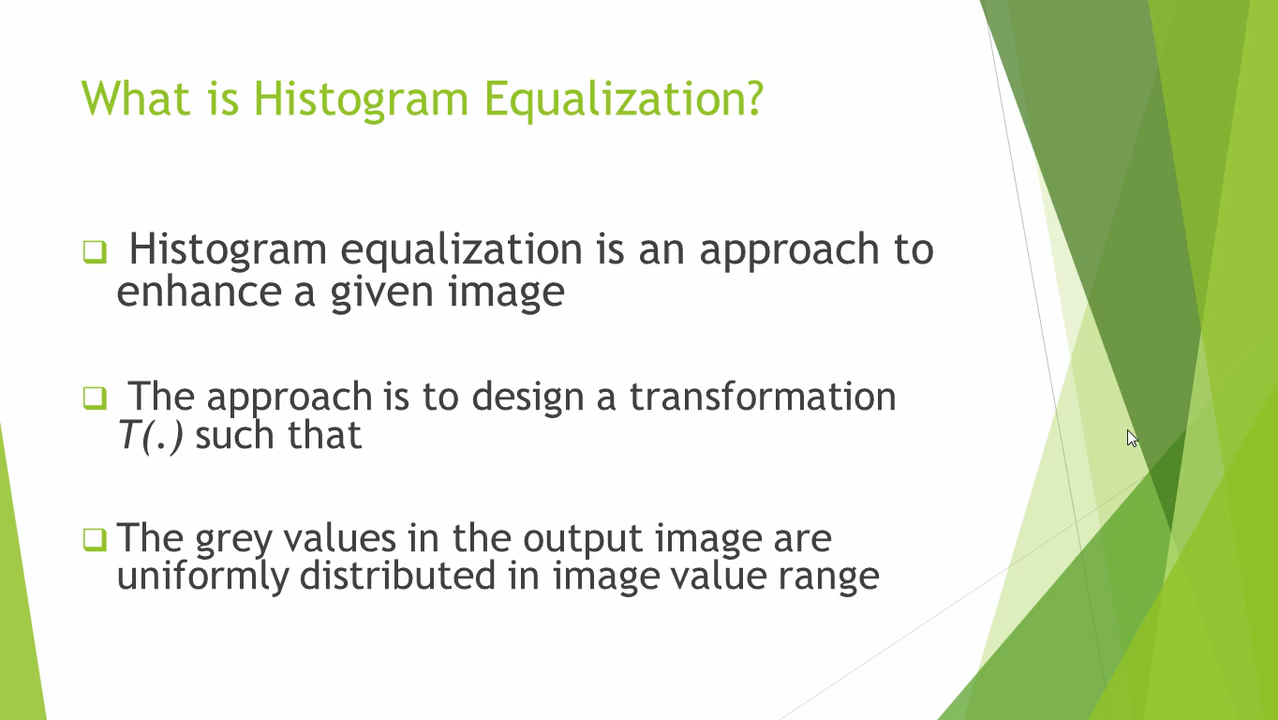 What is Histogram Equalization?
Histogram equalization is an approach to
enhance a given image
The approach is to design a transformation
T(.) such that
The grey values in the output image are
uniformly distributed in image value range